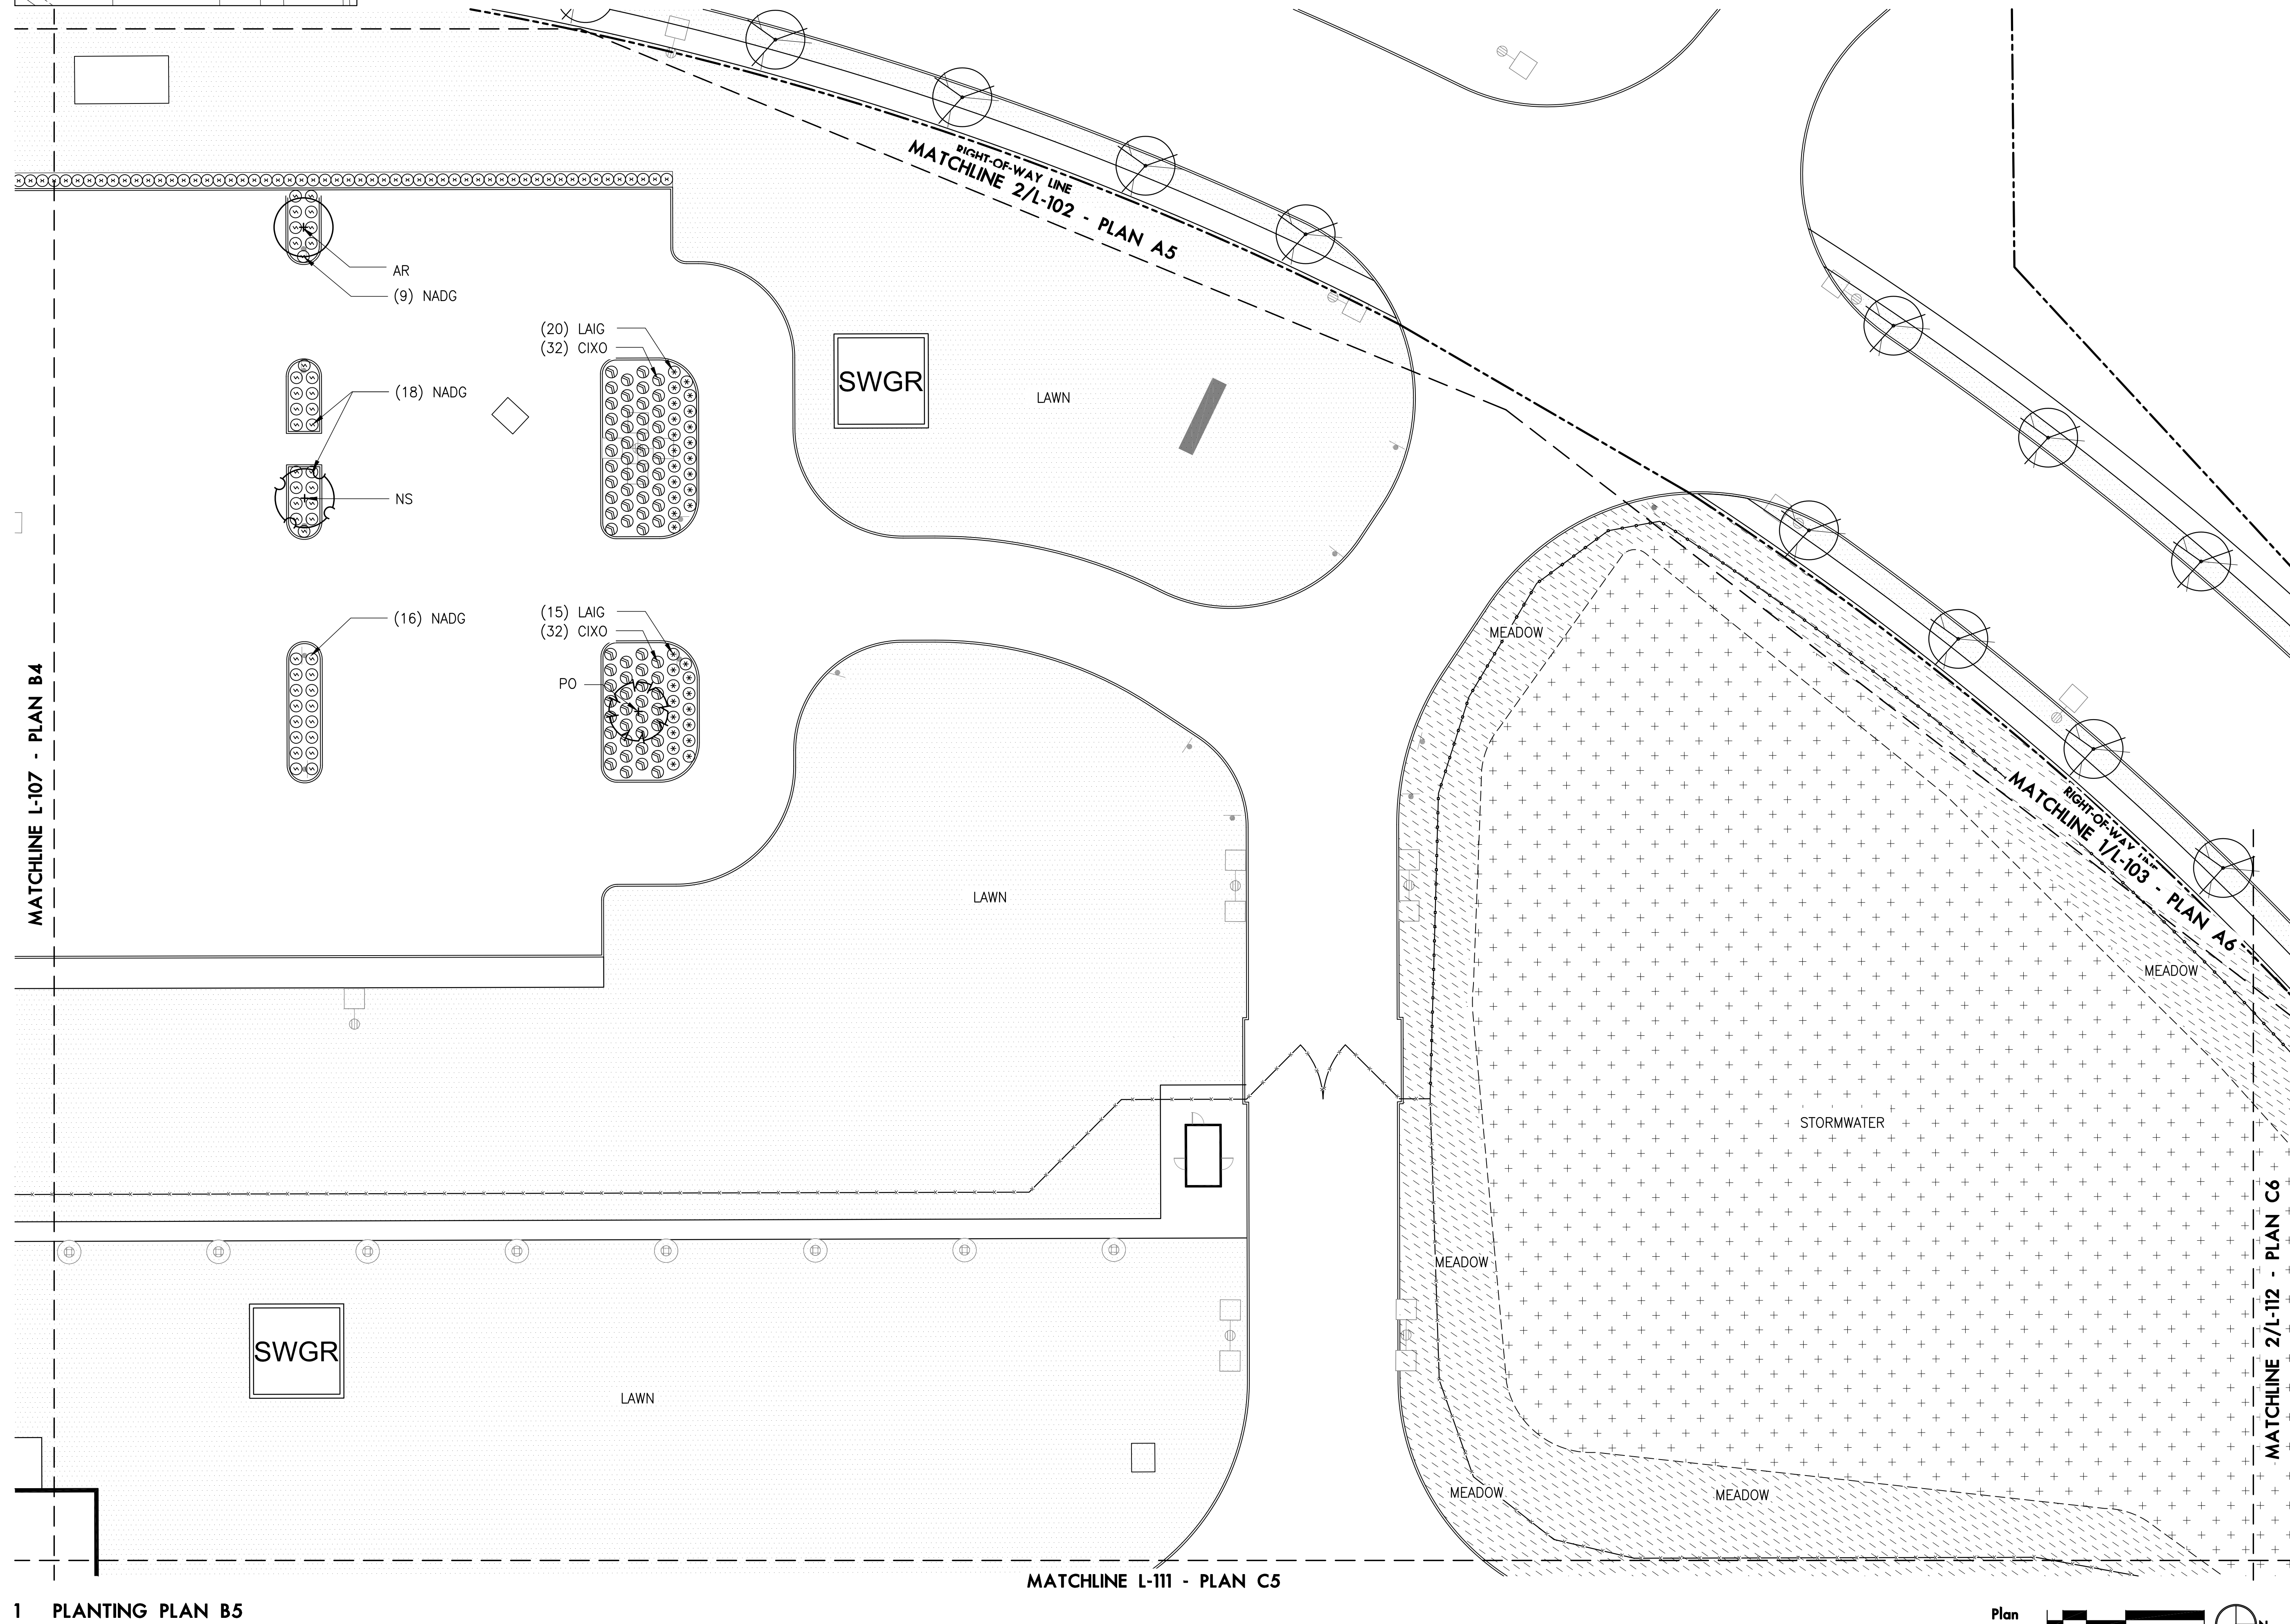 RIGHT-OF-WAY LINE
MATCHLINE 2/L-102 - PLAN A5
AR
(9) NADG
(20) LAIG
(32) CIXO
SWGR
LAWN
(18) NADG
NS
(15) LAIG
(32) CIXO
(16) NADG
PO
MEADOW
MATCHLINE L-107 - PLAN B4
RIGHT-OF-WAY LINE
MATCHLINE 1/L-103 - PLAN A6
LAWN
MEADOW
STORMWATER
MEADOW
MATCHLINE 2/L-112 - PLAN C6
SWGR
LAWN
MEADOW
MEADOW
MATCHLINE L-111 - PLAN C5
1 PLANTING PLAN B5
Plan
N